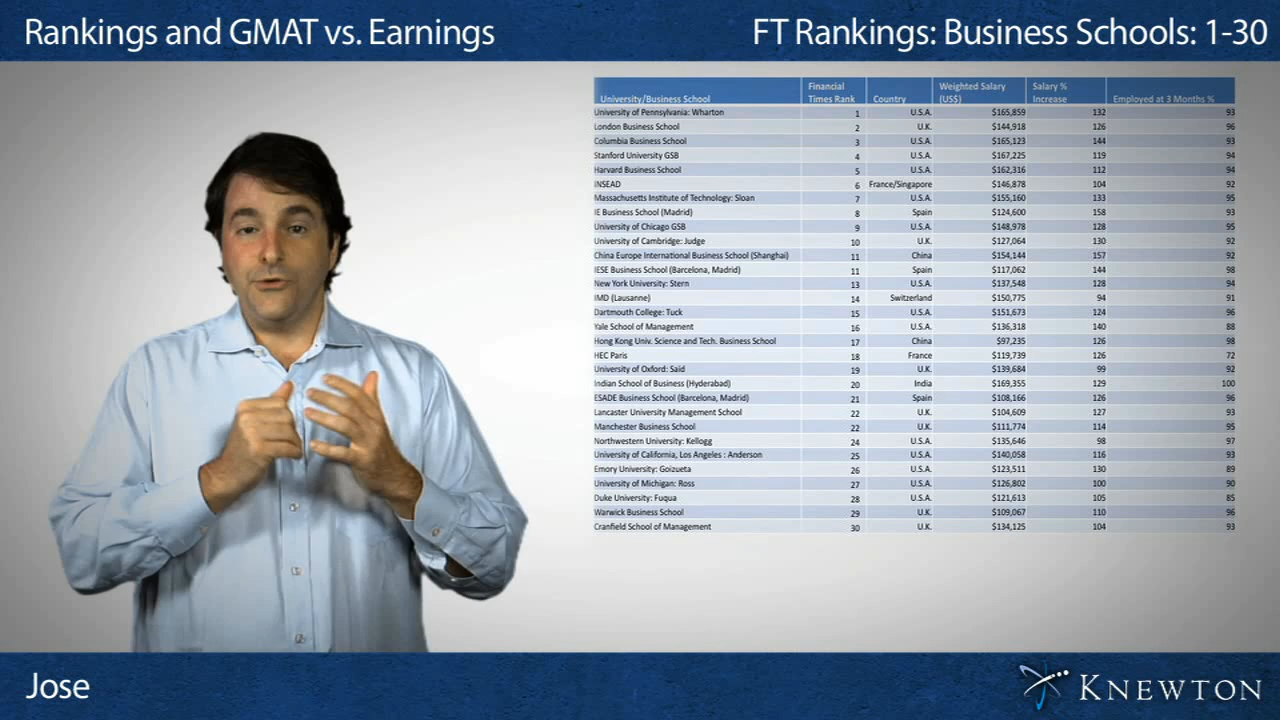 Rankings and GMAT vs. Earnings
FT Rankings: Business Schools: 1-30
University/Business School Financial Times Rank Country Weighted Salary (US$) Salary % Increase Employed at 3 Months %
University of Pennsylvania: Wharton 1 U.S.A. $165,859 132 93
London Business School 2 U.K. $144,918 126 96
Columbia Business School 3 U.S.A. $165,123 144 93
Stanford University GSB 4 U.S.A. $167,225 119 94
Harvard Business School 5 U.S.A. $162,316 112 94
INSEAD 6 France/Singapore $146,878 104 92
Massachusetts Institute of Technology: Sloan 7 U.S.A. $155,160 133 95
IE Business School (Madrid) 8 Spain $124,600 158 93
University of Chicago GSB 9 U.S.A. $148,978 128 95
University of Cambridge: Judge 10 U.K. $127,064 130 92
China Europe International Business School (Shanghai) 11 China $154,144 157 92
IESE Business School (Barcelona, Madrid) 11 Spain $117,062 144 98
New York University: Stern 13 U.S.A. $137,548 128 94
IMD (Lausanne) 14 Switzerland $150,775 94 91
Dartmouth College: Tuck 15 U.S.A. $151,673 124 96
Yale School of Management 16 U.S.A. $136,318 140 88
Hong Kong Univ. Science and Tech. Business School 17 China $97,235 126 98
HEC Paris 18 France $119,739 126 72
University of Oxford: Said 19 U.K. $139,684 99 92
Indian School of Business (Hyderabad) 20 India $169,355 129 100
ESADE Business School (Barcelona, Madrid) 21 Spain $108,166 126 96
Lancaster University Management School 22 U.K. $104,609 127 93
Manchester Business School 22 U.K. $111,774 114 95
Northwestern University: Kellogg 24 U.S.A. $135,646 98 97
University of California, Los Angeles : Anderson 25 U.S.A. $140,058 116 93
Emory University: Goizueta 26 U.S.A. $123,511 130 89
University of Michigan: Ross 27 U.S.A. $126,802 100 90
Duke University: Fuqua 28 U.S.A. $121,613 105 85
Warwick Business School 29 U.K. $109,067 110 96
Cranfield School of Management 30 U.K. $134,125 104 93
Jose
KNEWTON